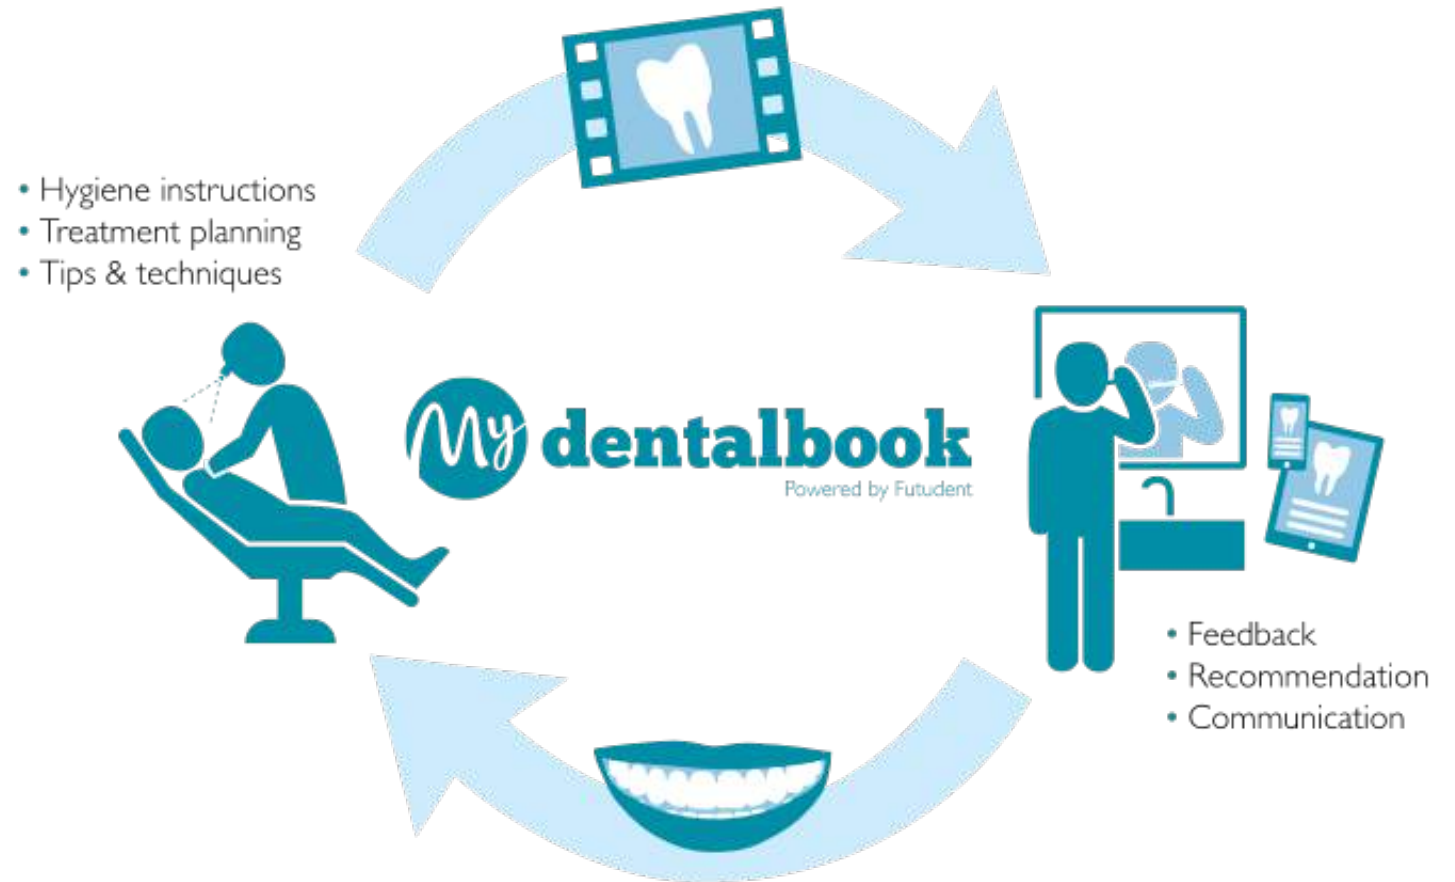 • Hygiene instructions
• Treatment planning
• Tips & techniques
My dentalbook
Powered by Futudent
• Feedback
• Recommendation
• Communication